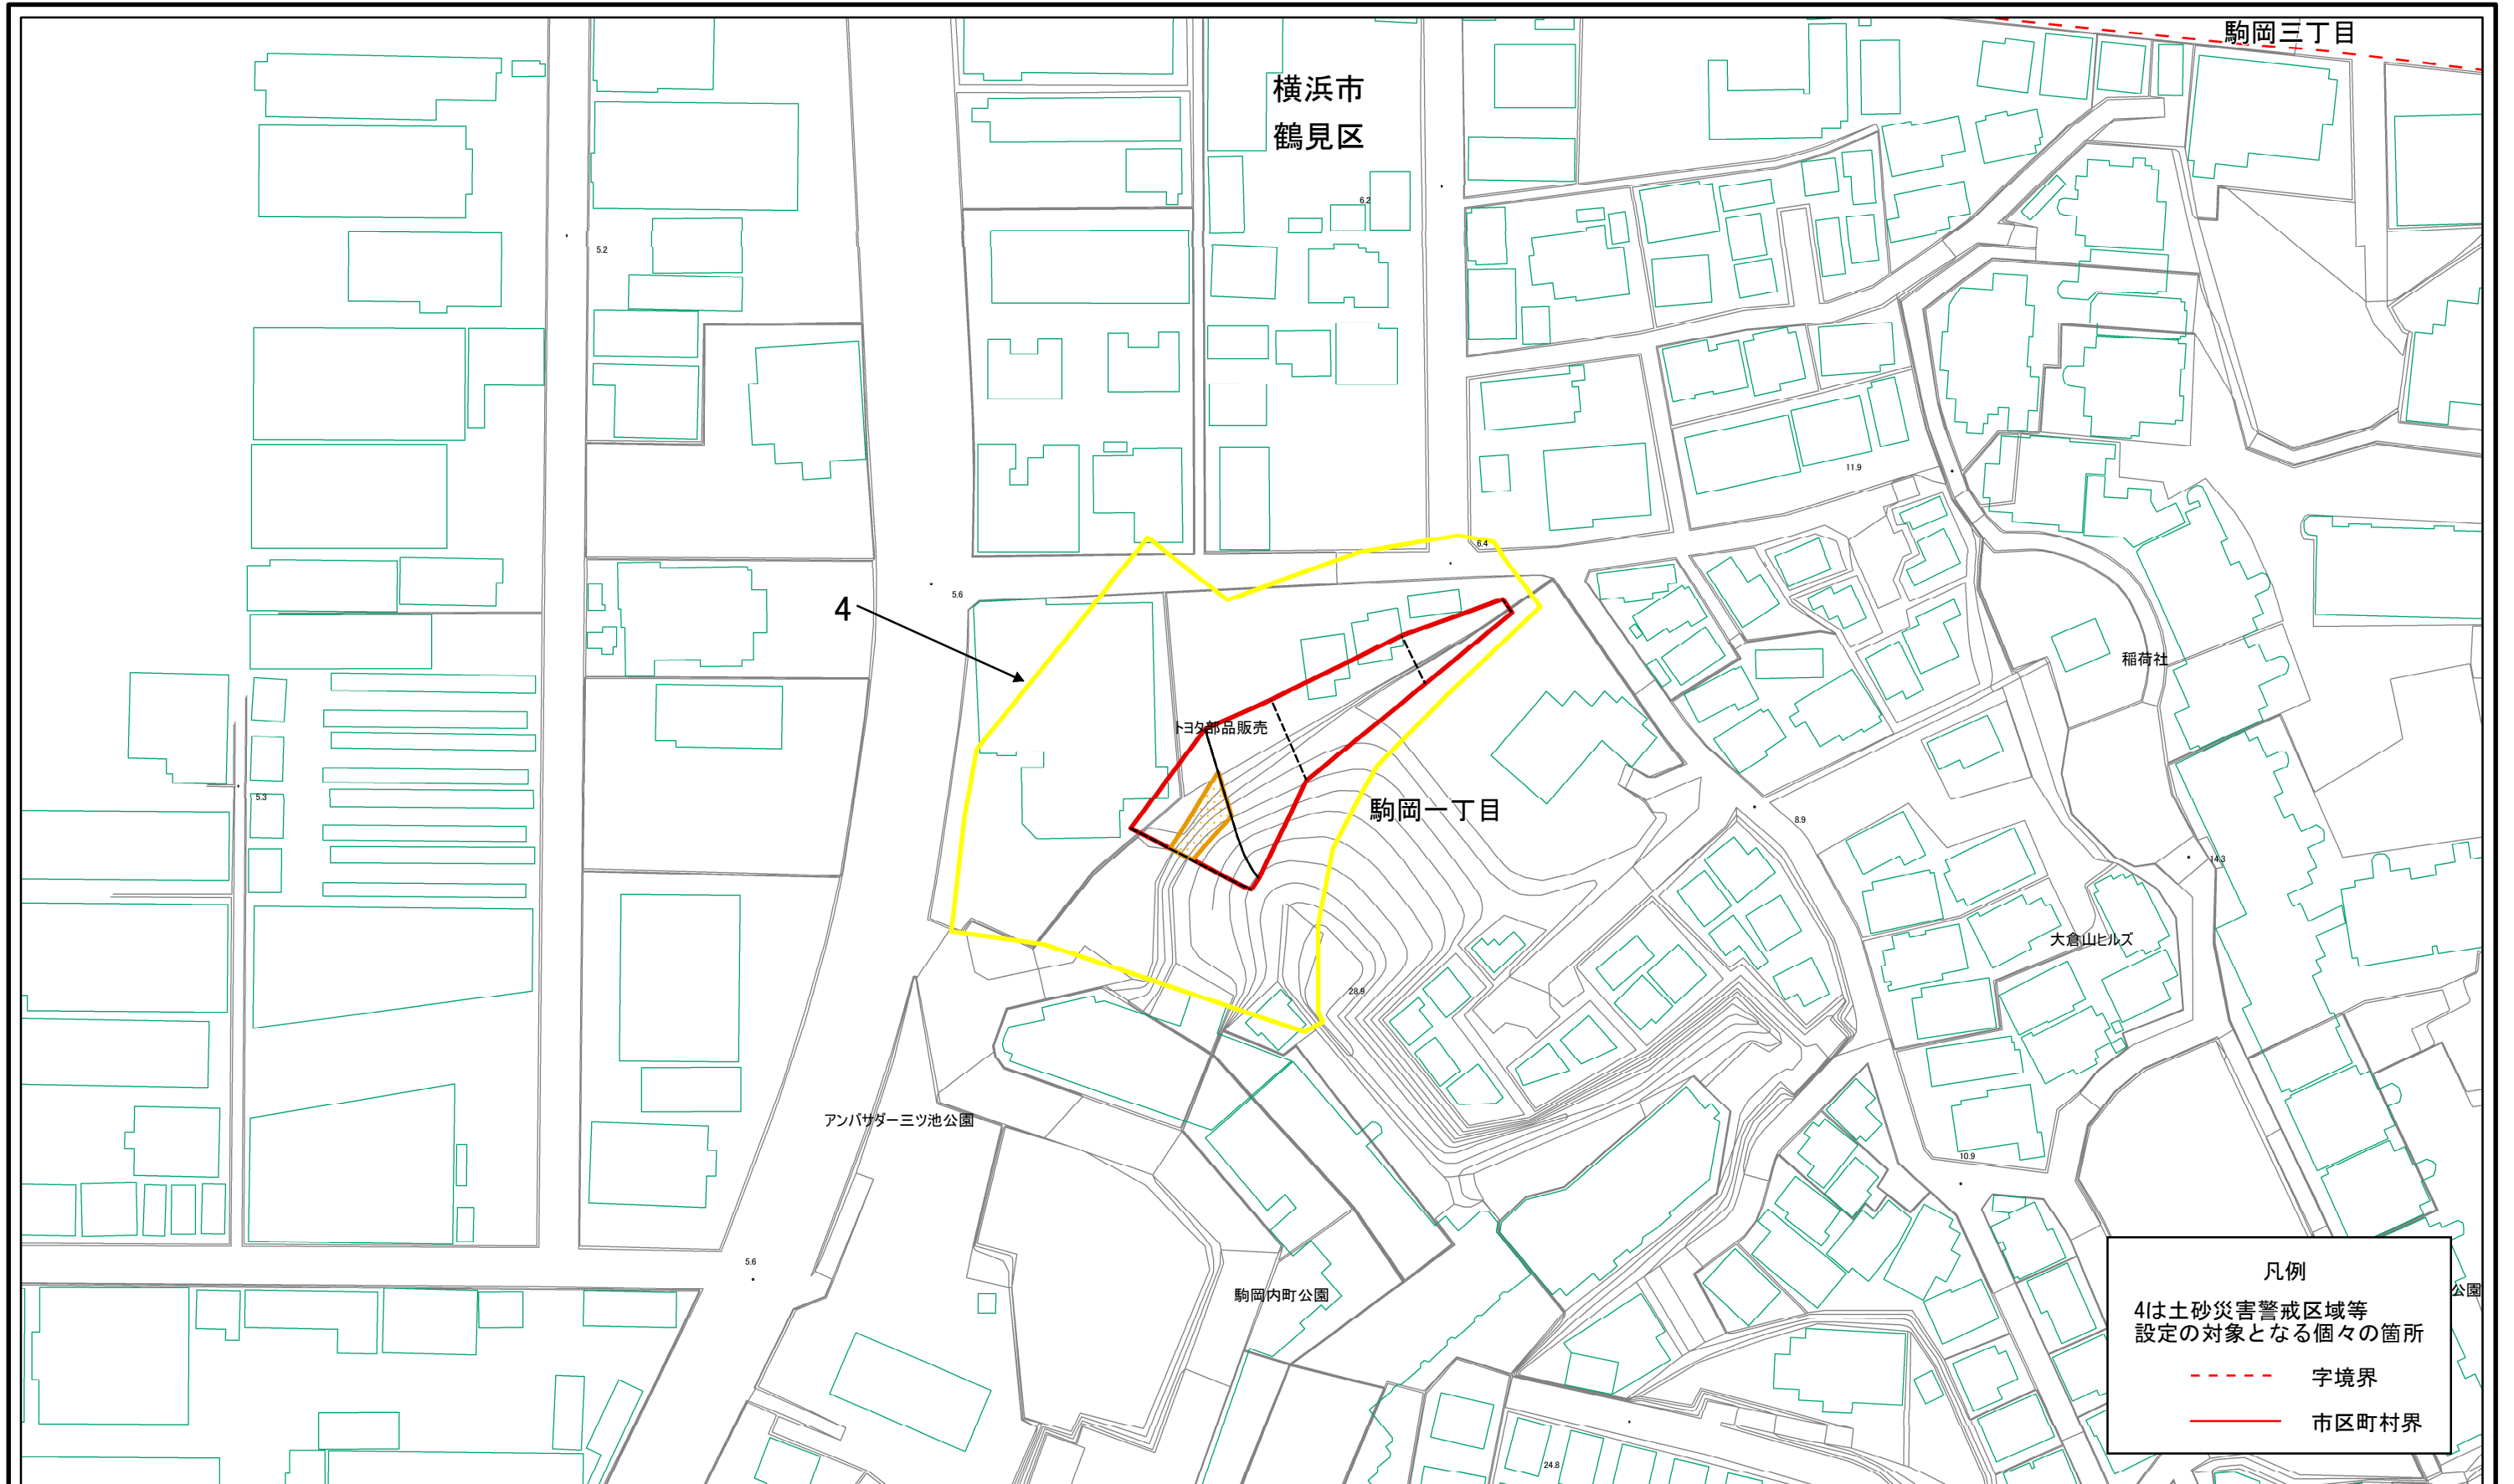 駒岡三丁目
横浜市
鶴見区
6.2
5.2
11.9
6.4
5.6
4
稲荷社
トヨタ部品販売
5.3
駒岡一丁目
8.9
14.3
大倉山ヒルズ
28.9
アンバサダー三ツ池公園
10.9
5.6
駒岡内町公園
公園
凡例
4は土砂災害警戒区域等
設定の対象となる個々の箇所
字境界
市区町村界
24.8